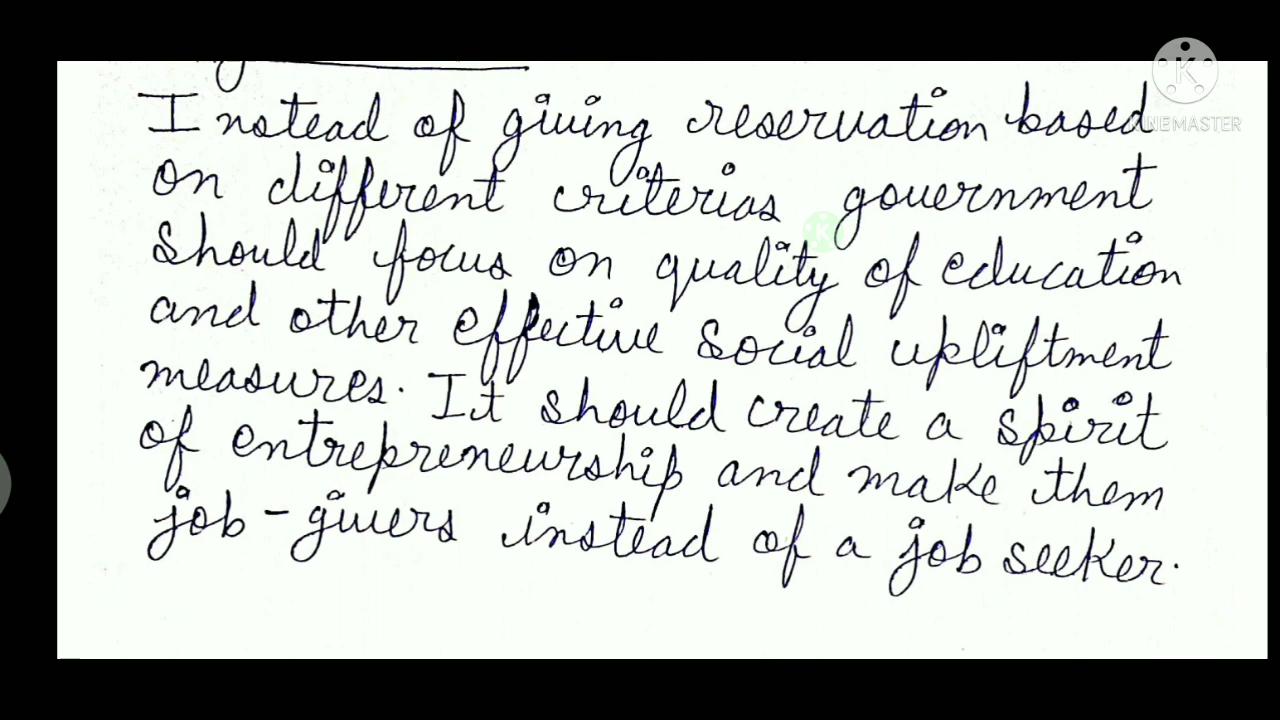 KINEMASTER
Instead of giving reservation based
on different criterias government
should focus on quality of education
and other effective social upliftment
measures. It should create a spirit
of entrepreneurship and make them
job-givers instead of a job seeker.